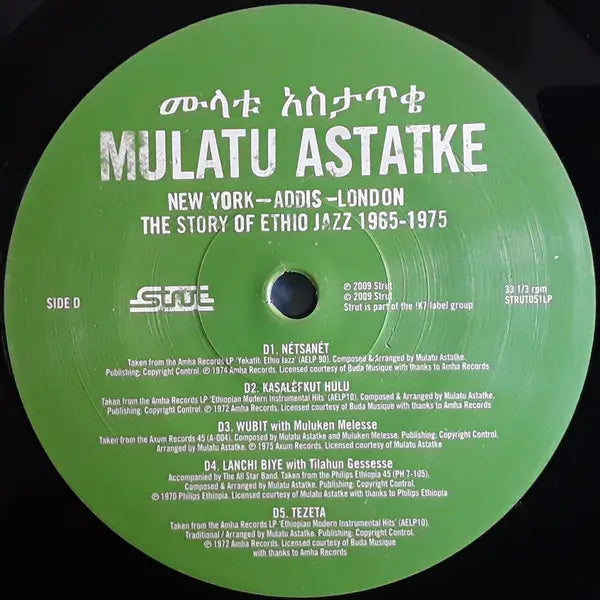 ሙላቱ አስታጥቄ
MULATU ASTATKE
NEW YORK—ADDIS–LONDON
THE STORY OF ETHIO JAZZ 1965-1975
SIDE D
STRUT
℗ 2009 Strut
© 2009 Strut
Strut is part of the !K7 label group
33 1/3 rpm
STRUT051LP
D1. NÉTSANÉT
Taken from the Amha Records LP 'Yekatit: Ethio Jazz' (AELP 90). Composed & Arranged by Mulatu Astatke.
Publishing: Copyright Control. ℗ 1974 Amha Records. Licensed courtesy of Buda Musique with thanks to Amha Records
D2. KASALÈFKUT HULU
Taken from the Amha Records LP 'Ethiopian Modern Instrumental Hits' (AELP10). Composed & Arranged by Mulatu Astatke.
Publishing: Copyright Control. ℗ 1972 Amha Records. Licensed courtesy of Buda Musique with thanks to Amha Records
D3. WUBIT with Muluken Melesse
Taken from the Axum Records 45 (A-004). Composed by Mulatu Astatke and Muluken Melesse. Publishing: Copyright Control.
Arranged by Mulatu Astatke. ℗ 1975 Axum Records. Licensed courtesy of Buda Musique
D4. LANCHI BIYE with Tilahun Gessesse
Accompanied by The All Star Band. Taken from the Philips Ethiopia 45 (PH 7-105).
Composed & Arranged by Mulatu Astatke. Publishing: Copyright Control.
℗ 1970 Philips Ethiopia. Licensed courtesy of Mulatu Astatke with thanks to Philips Ethiopia
D5. TEZETA
Taken from the Amha Records LP 'Ethiopian Modern Instrumental Hits' (AELP10).
Traditional / Arranged by Mulatu Astatke. Publishing: Copyright Control.
℗ 1972 Amha Records. Licensed courtesy of Buda Musique
with thanks to Amha Records